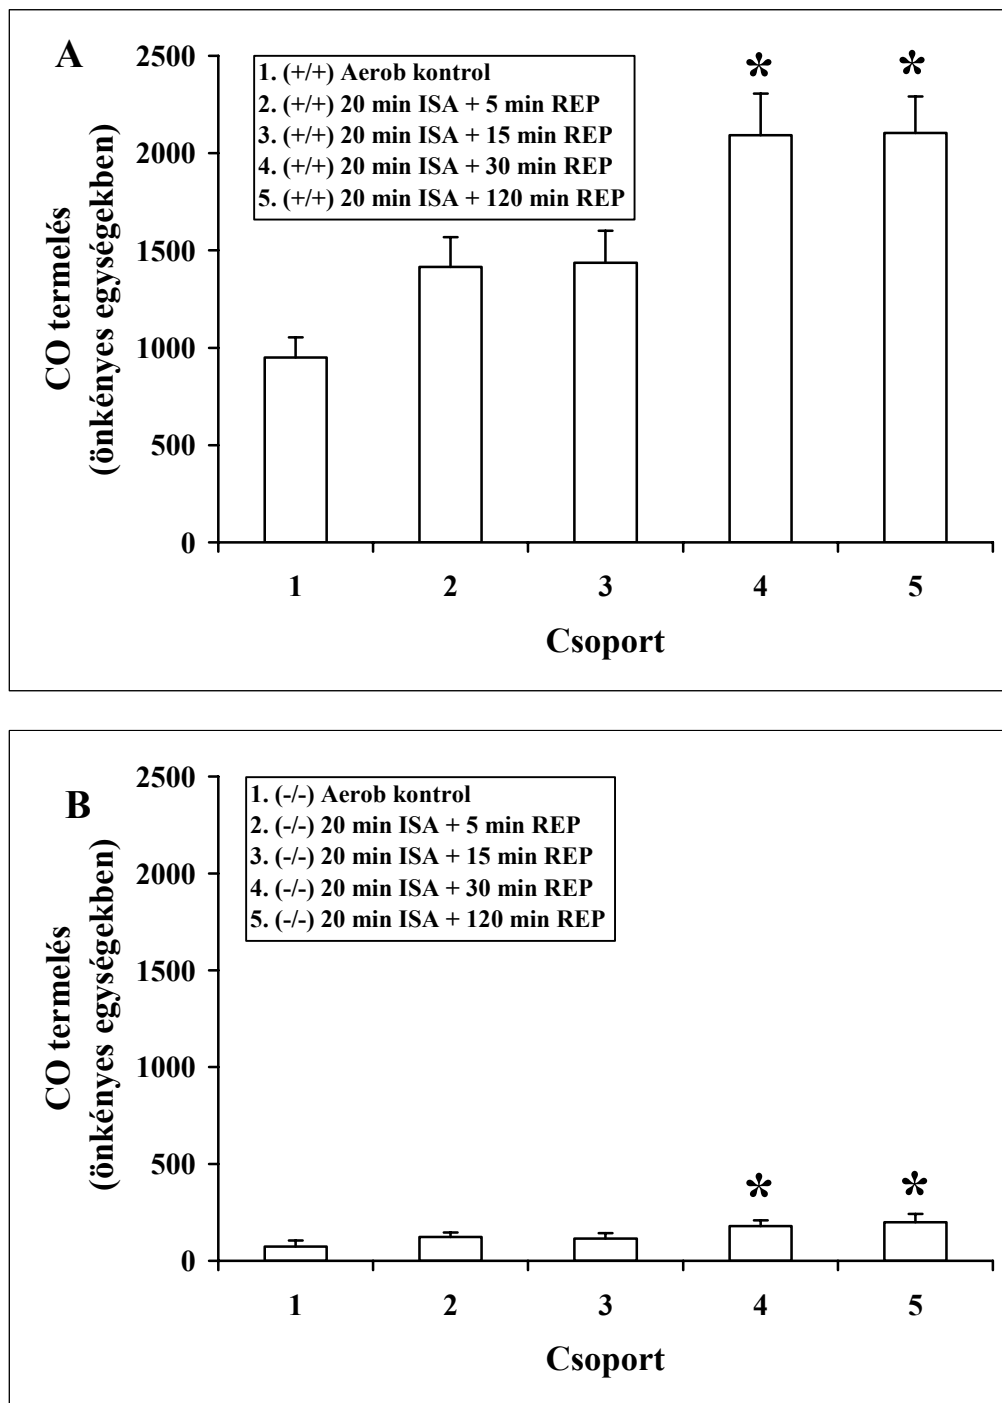 A
2500
2000
1500
1000
500
0
CO termelés
(önkényes egységekben)
1. (+/+) Aerob kontrol
2. (+/+) 20 min ISA + 5 min REP
3. (+/+) 20 min ISA + 15 min REP
4. (+/+) 20 min ISA + 30 min REP
5. (+/+) 20 min ISA + 120 min REP
* *
1 2 3 4 5
Csoport
B
2500
2000
1500
1000
500
0
CO termelés
(önkényes egységekben)
1. (-/-) Aerob kontrol
2. (-/-) 20 min ISA + 5 min REP
3. (-/-) 20 min ISA + 15 min REP
4. (-/-) 20 min ISA + 30 min REP
5. (-/-) 20 min ISA + 120 min REP
* *
1 2 3 4 5
Csoport